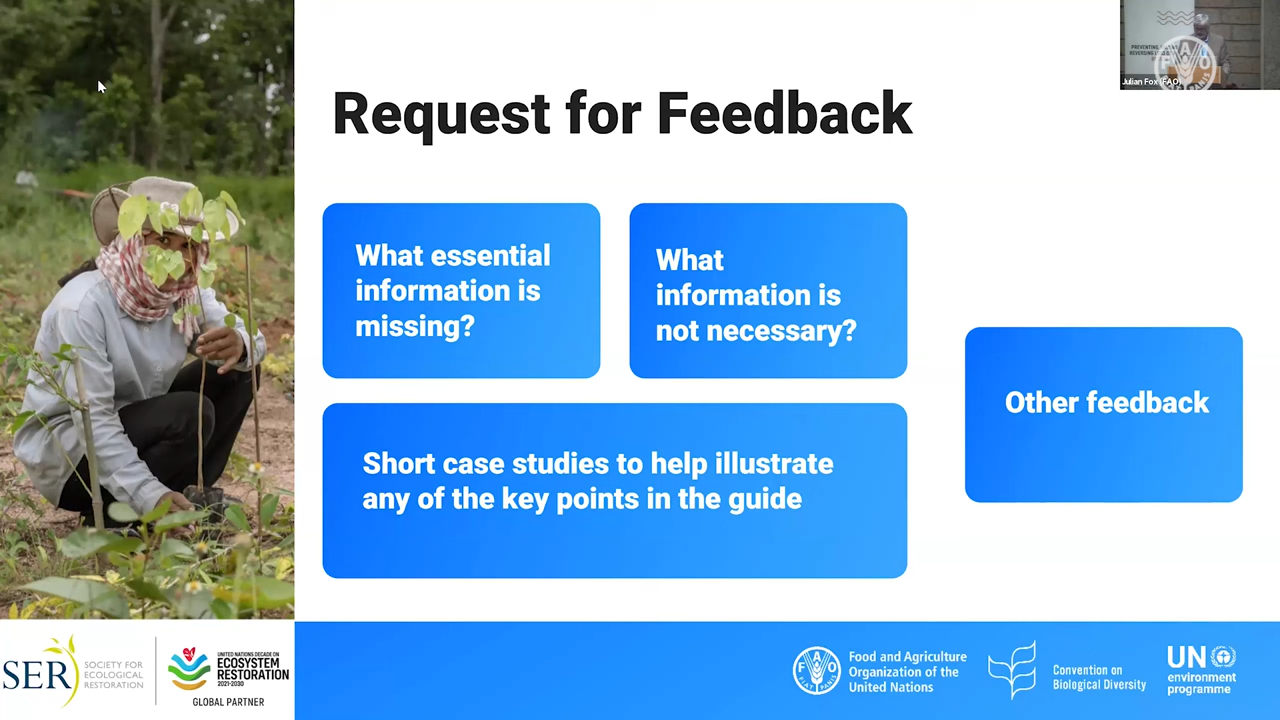 Request for Feedback
What essential
information is
missing?
What
information is
not necessary?
Short case studies to help illustrate
any of the key points in the guide
Other feedback
Julian Fox (FAO)
SER
SOCIETY FOR
ECOLOGICAL
RESTORATION
UNITED NATIONS DECADE ON
ECOSYSTEM
RESTORATION
2021-2030
GLOBAL PARTNER
FAO
FIAT PANIS
Food and Agriculture
Organization of the
United Nations
Convention on
Biological Diversity
UN
environment
programme